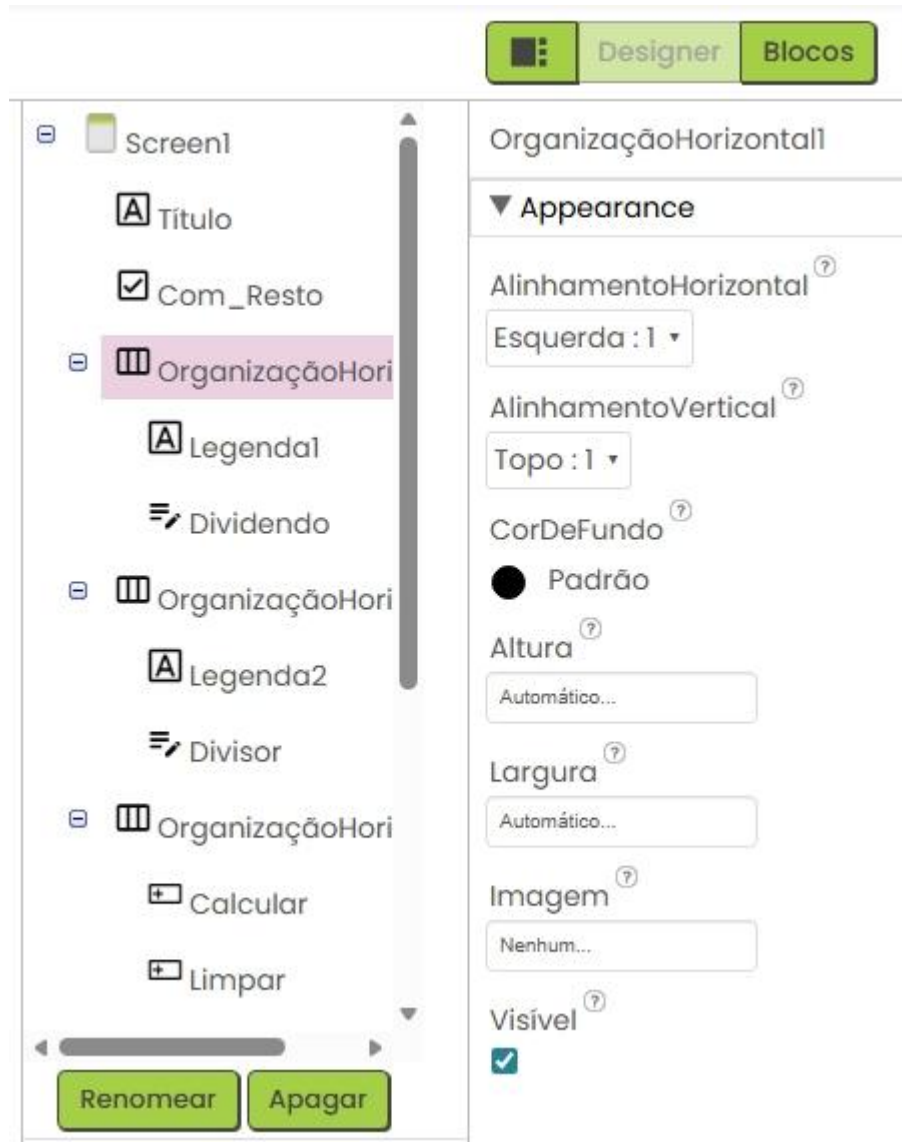 Designer
Blocos
Screen1
Título
Com_Resto
OrganizaçãoHori
Legenda1
Dividendo
OrganizaçãoHori
Legenda2
Divisor
OrganizaçãoHori
Calcular
Limpar
Renomear
Apagar
OrganizaçãoHorizontal1
Appearance
AlinhamentoHorizontal ?
Esquerda : 1
AlinhamentoVertical ?
Topo : 1
CorDeFundo ?
Padrão
Altura ?
Automático...
Largura ?
Automático...
Imagem ?
Nenhum...
Visível ?